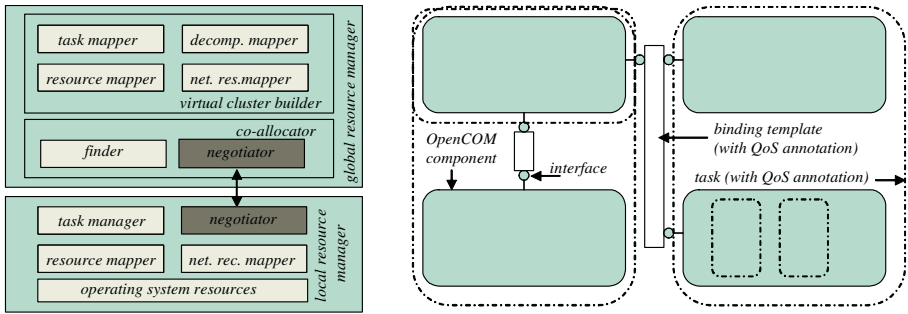 task mapper
decomp. mapper
resource mapper
net. res.mapper
virtual cluster builder
co-allocator
finder
negotiator
global resource manager
task manager
negotiator
resource mapper
net. rec. mapper
operating system resources
local resource
manager
OpenCOM
component
interface
binding template
(with QoS annotation)
task (with QoS annotation)